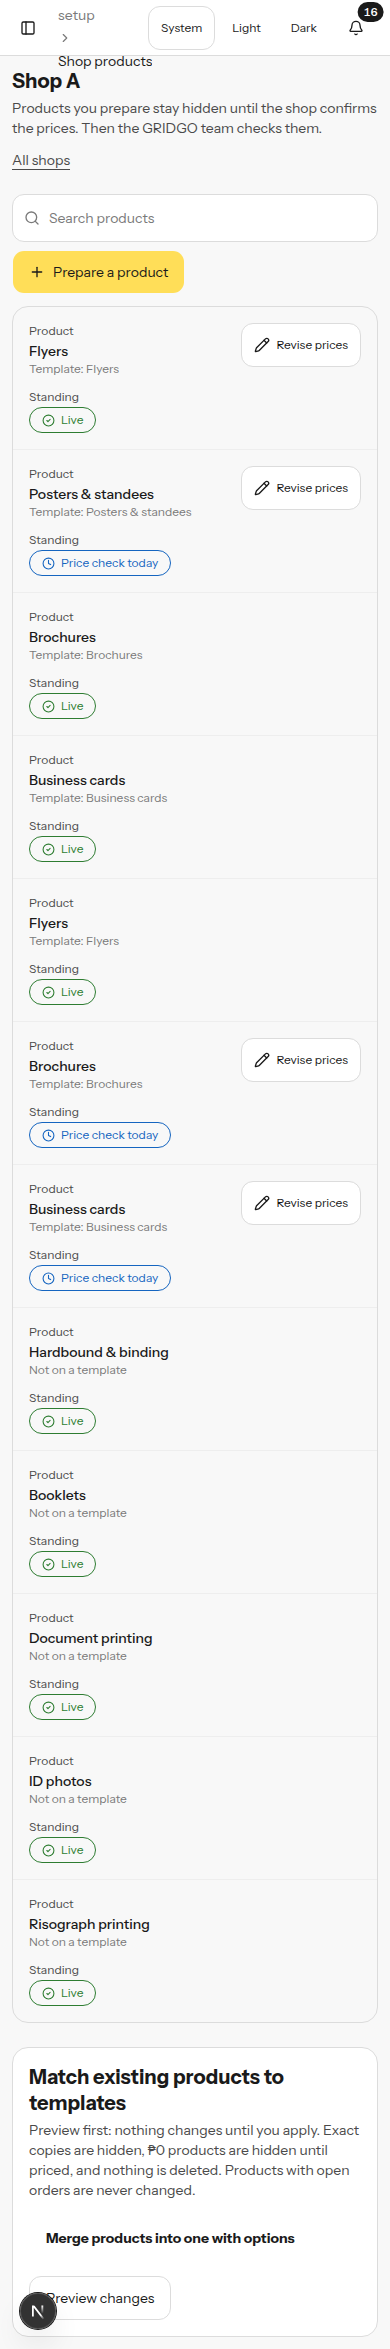 setup
System
Light
Dark
16
Shop products
Shop A
Products you prepare stay hidden until the shop confirms
the prices. Then the GRIDGO team checks them.
All shops
Search products
Prepare a product
Product
Flyers
Template: Flyers
Revise prices
Standing
Live
Product
Posters & standees
Template: Posters & standees
Revise prices
Standing
Price check today
Product
Brochures
Template: Brochures
Standing
Live
Product
Business cards
Template: Business cards
Standing
Live
Product
Flyers
Template: Flyers
Standing
Live
Product
Brochures
Template: Brochures
Revise prices
Standing
Price check today
Product
Business cards
Template: Business cards
Revise prices
Standing
Price check today
Product
Hardbound & binding
Not on a template
Standing
Live
Product
Booklets
Not on a template
Standing
Live
Product
Document printing
Not on a template
Standing
Live
Product
ID photos
Not on a template
Standing
Live
Product
Risograph printing
Not on a template
Standing
Live
Match existing products to
templates
Preview first: nothing changes until you apply. Exact
copies are hidden, ₱0 products are hidden until
priced, and nothing is deleted. Products with open
orders are never changed.
Merge products into one with options
Preview changes
N